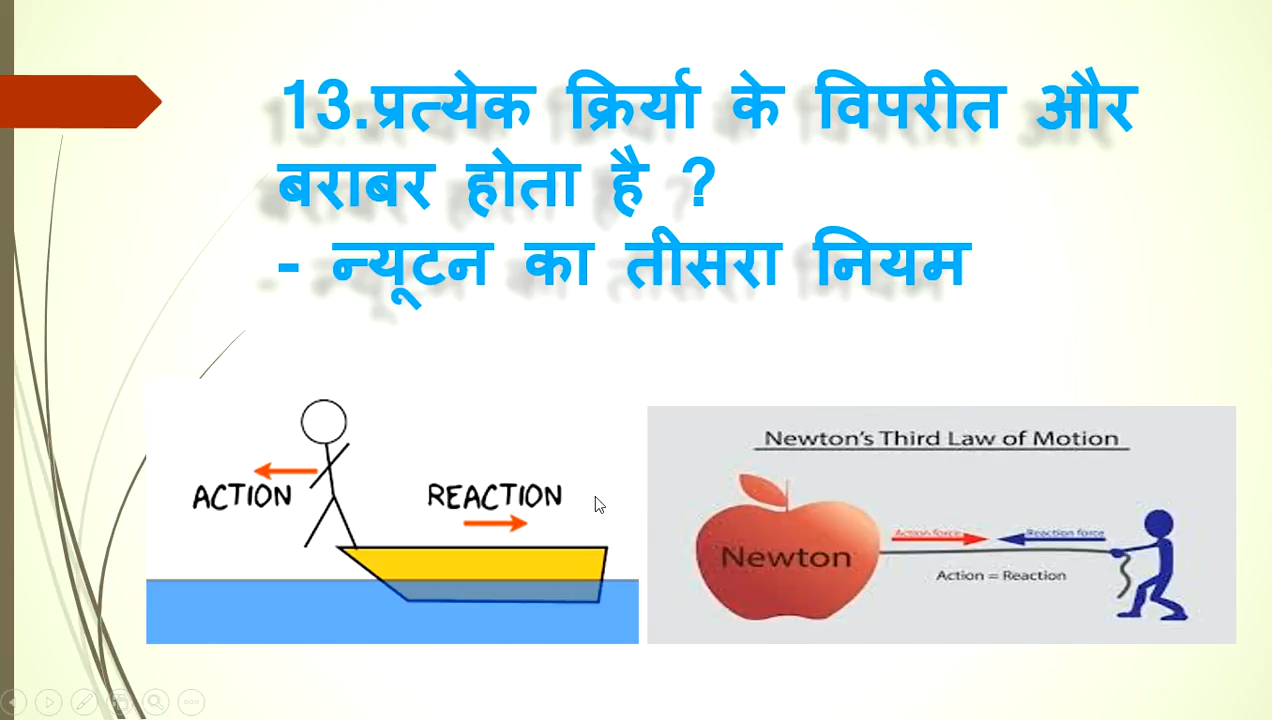 13.प्रत्येक क्रिर्या के विपरीत और
बराबर होता है ?
- न्यूटन का तीसरा नियम
ACTION
REACTION
Newton's Third Law of Motion
Action force
Reaction force
Newton
Action = Reaction